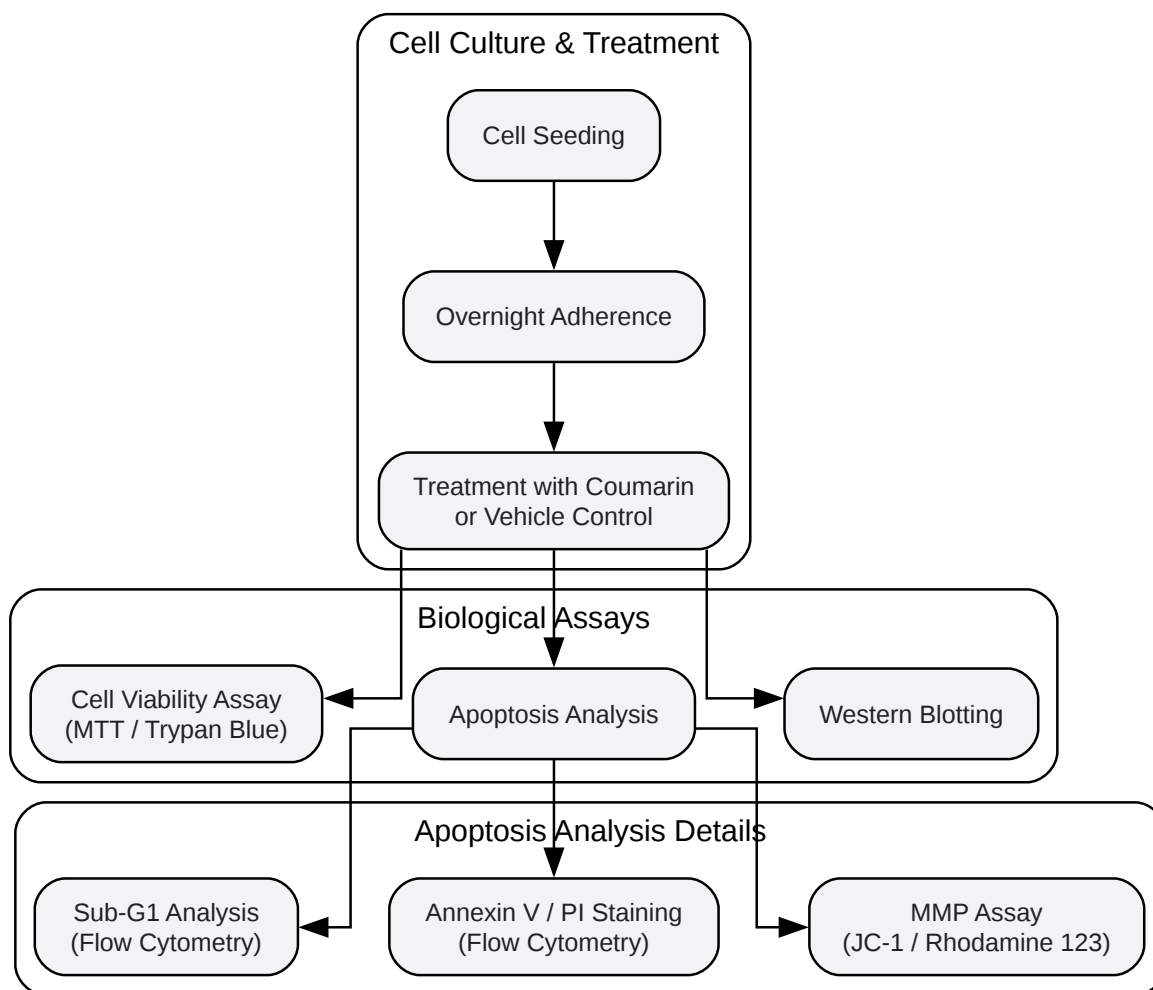 Cell Culture & Treatment
Cell Seeding
Overnight Adherence
Treatment with Coumarin
or Vehicle Control
Biological Assays
Cell Viability Assay
(MTT / Trypan Blue)
Apoptosis Analysis
Western Blotting
Apoptosis Analysis Details
Sub-G1 Analysis
(Flow Cytometry)
Annexin V / PI Staining
(Flow Cytometry)
MMP Assay
(JC-1 / Rhodamine 123)